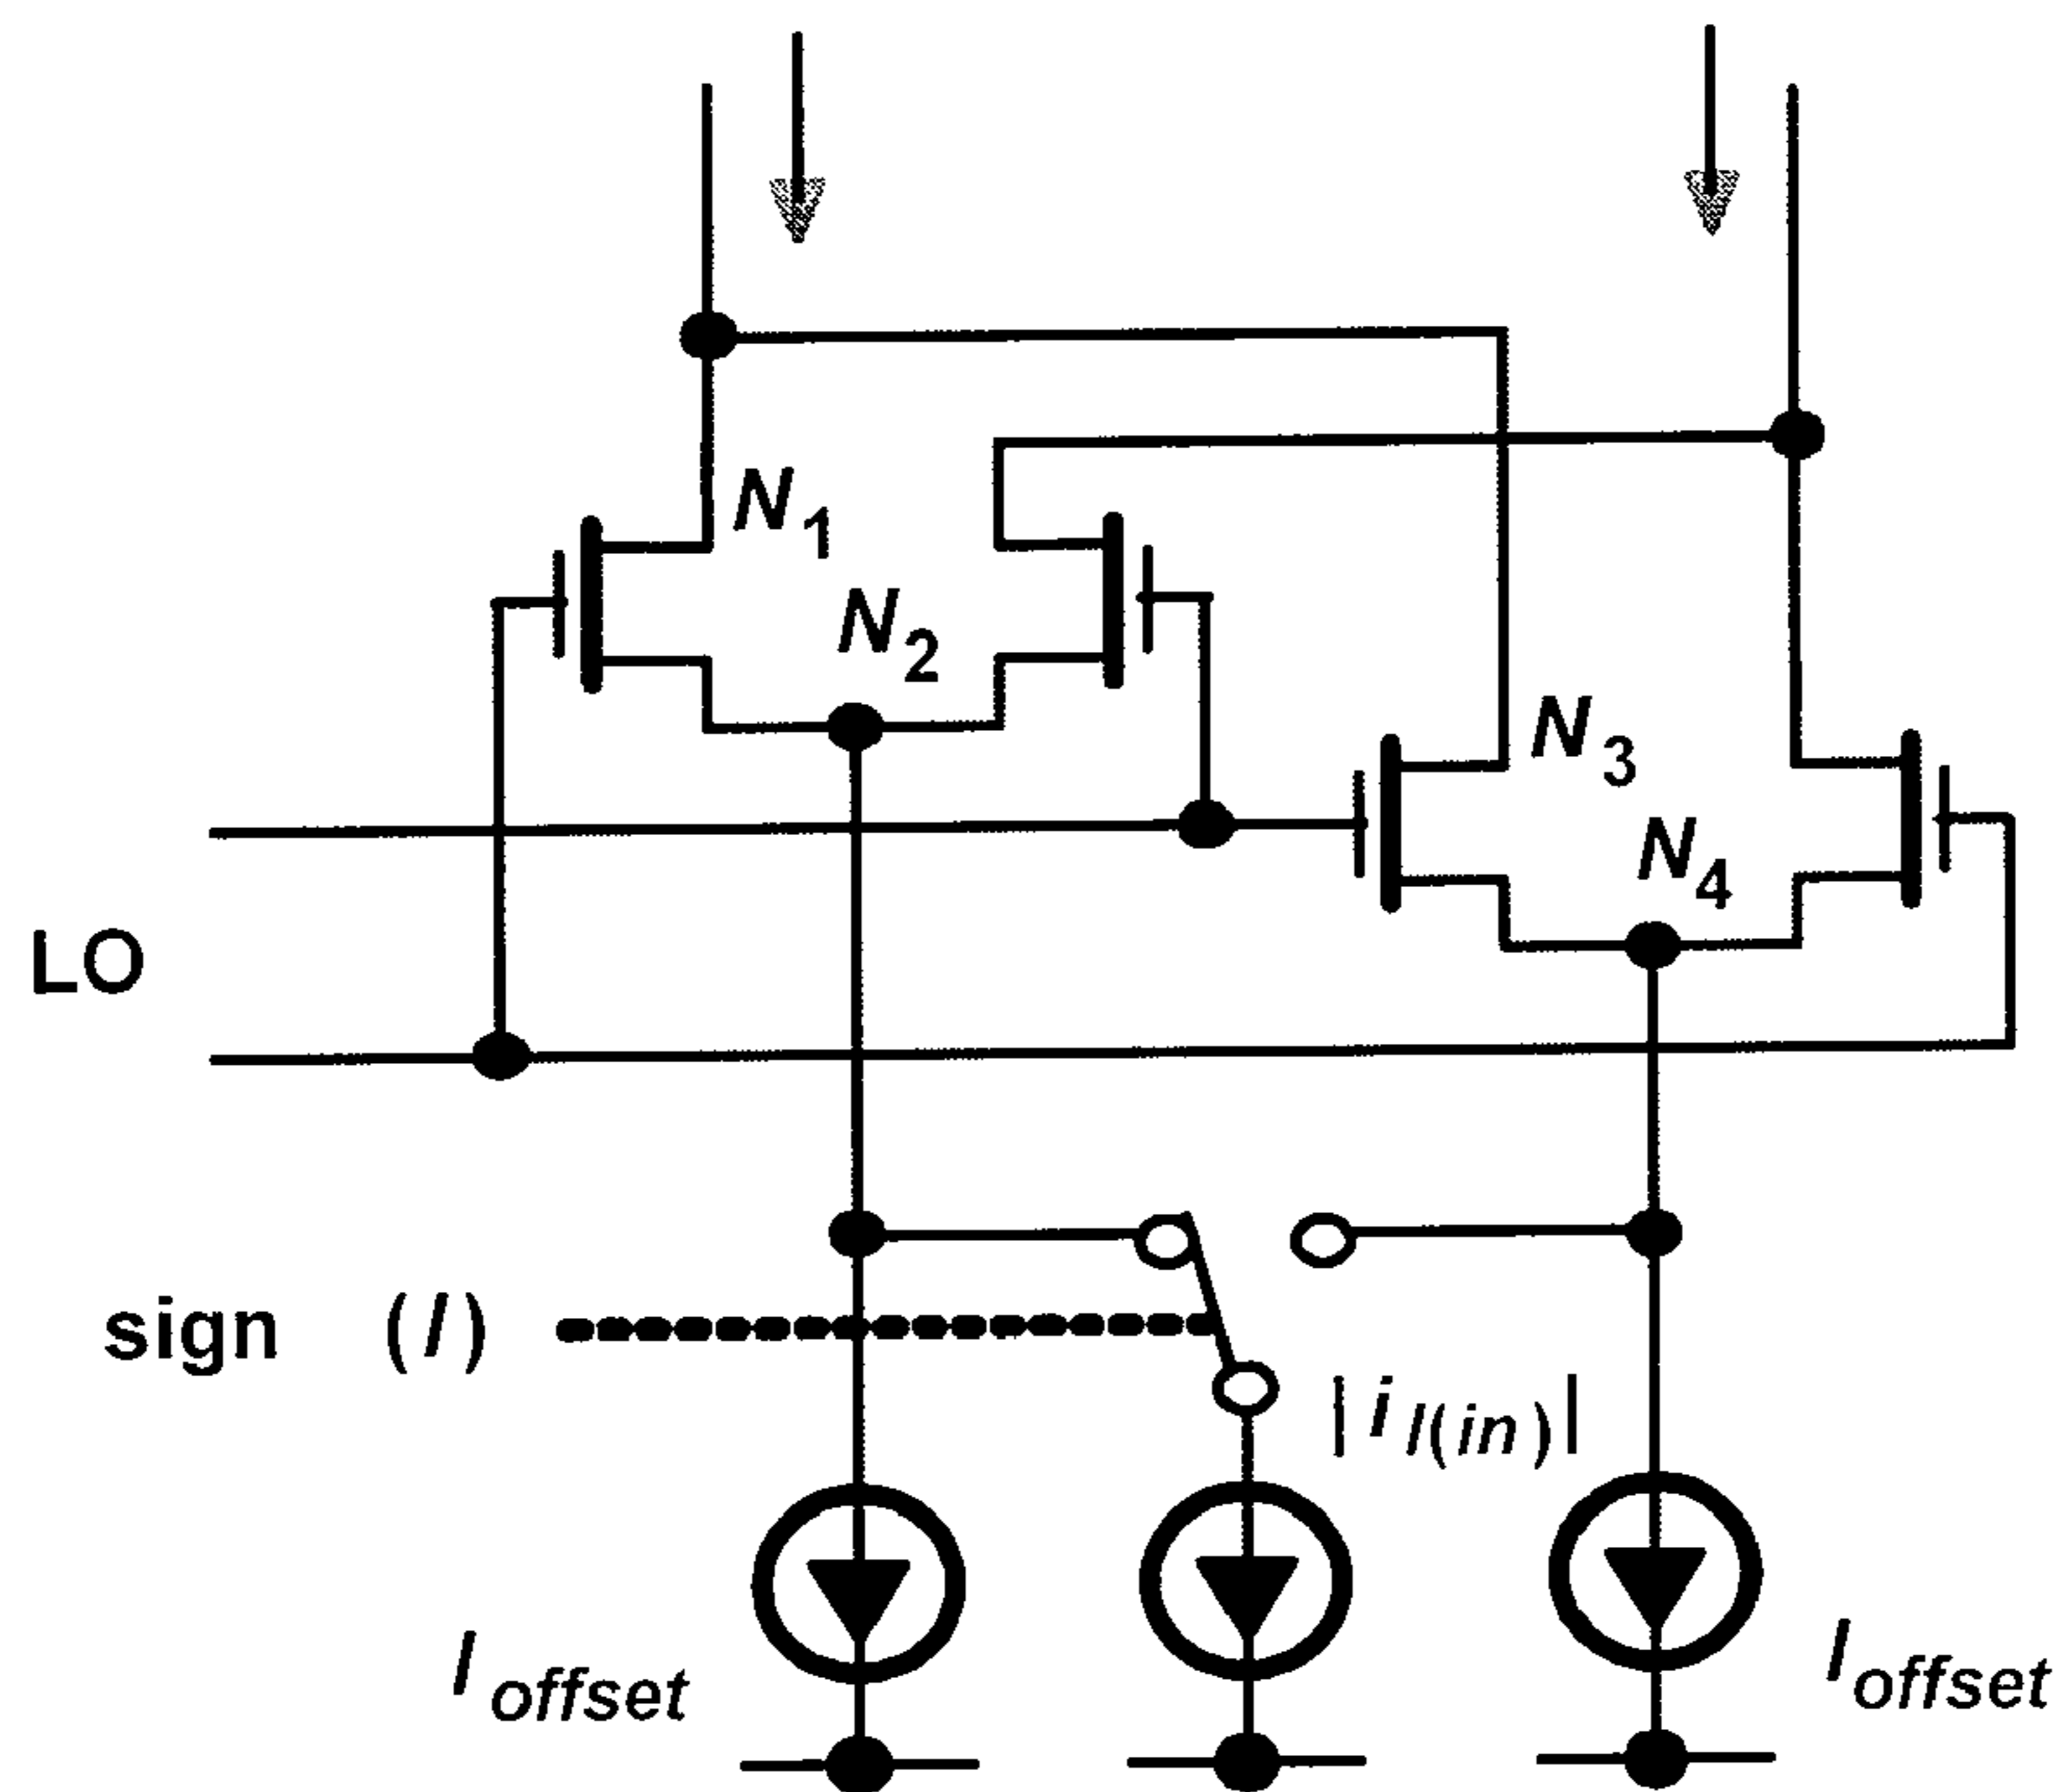 N1
N2
N3
N4
LO
sign (I)
|iI(in)|
Ioffset
Ioffset